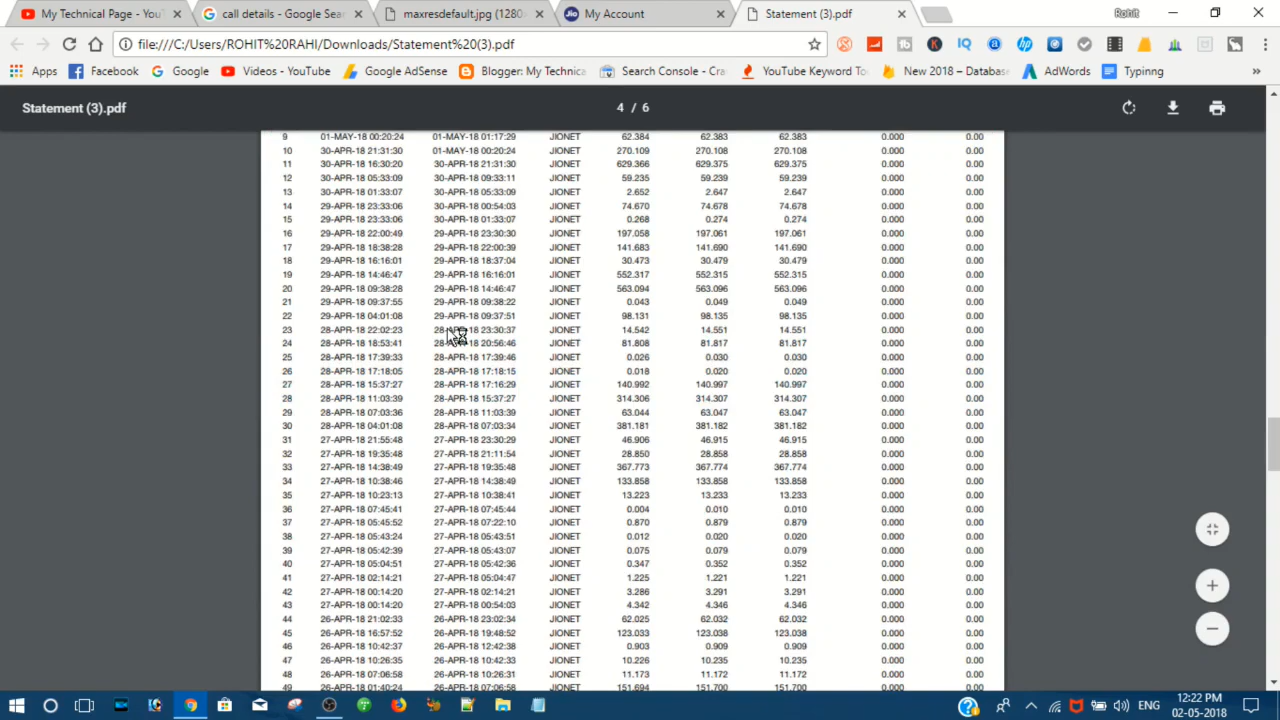 My Technical Page - YouT
call details - Google Sear
maxresdefault.jpg (1280
Jio My Account
Statement (3).pdf
Rohit
file:///C:/Users/ROHIT%20RAHI/Downloads/Statement%20(3).pdf
Apps Facebook Google Videos - YouTube Google AdSense Blogger: My Technica Search Console - Cra YouTube Keyword To New 2018 – Databas AdWords Typinng »
Statement (3).pdf 4 / 6
9 01-MAY-18 00:20:24 01-MAY-18 01:17:29 JIONET 62.384 62.383 62.383 0.000 0.00
10 30-APR-18 21:31:30 01-MAY-18 00:20:24 JIONET 270.109 270.108 270.108 0.000 0.00
11 30-APR-18 16:30:20 30-APR-18 21:31:30 JIONET 629.366 629.375 629.375 0.000 0.00
12 30-APR-18 05:33:09 30-APR-18 09:33:11 JIONET 59.235 59.239 59.239 0.000 0.00
13 30-APR-18 01:33:07 30-APR-18 05:33:09 JIONET 2.652 2.647 2.647 0.000 0.00
14 29-APR-18 23:33:06 30-APR-18 00:54:03 JIONET 74.670 74.678 74.678 0.000 0.00
15 29-APR-18 23:33:06 30-APR-18 01:33:07 JIONET 0.268 0.274 0.274 0.000 0.00
16 29-APR-18 22:00:49 29-APR-18 23:30:30 JIONET 197.058 197.061 197.061 0.000 0.00
17 29-APR-18 18:38:28 29-APR-18 22:00:39 JIONET 141.683 141.690 141.690 0.000 0.00
18 29-APR-18 16:16:01 29-APR-18 18:37:04 JIONET 30.473 30.479 30.479 0.000 0.00
19 29-APR-18 14:46:47 29-APR-18 16:16:01 JIONET 552.317 552.315 552.315 0.000 0.00
20 29-APR-18 09:38:28 29-APR-18 14:46:47 JIONET 563.094 563.096 563.096 0.000 0.00
21 29-APR-18 09:37:55 29-APR-18 09:38:22 JIONET 0.043 0.049 0.049 0.000 0.00
22 29-APR-18 04:01:08 29-APR-18 09:37:51 JIONET 98.131 98.135 98.135 0.000 0.00
23 28-APR-18 22:02:23 28-APR-18 23:30:37 JIONET 14.542 14.551 14.551 0.000 0.00
24 28-APR-18 18:53:41 28-APR-18 20:56:46 JIONET 81.808 81.817 81.817 0.000 0.00
25 28-APR-18 17:39:33 28-APR-18 17:39:46 JIONET 0.026 0.030 0.030 0.000 0.00
26 28-APR-18 17:18:05 28-APR-18 17:18:15 JIONET 0.018 0.020 0.020 0.000 0.00
27 28-APR-18 15:37:27 28-APR-18 17:16:29 JIONET 140.992 140.997 140.997 0.000 0.00
28 28-APR-18 11:03:39 28-APR-18 15:37:27 JIONET 314.306 314.307 314.307 0.000 0.00
29 28-APR-18 07:03:36 28-APR-18 11:03:39 JIONET 63.044 63.047 63.047 0.000 0.00
30 28-APR-18 04:01:08 28-APR-18 07:03:34 JIONET 381.181 381.182 381.182 0.000 0.00
31 27-APR-18 21:55:48 27-APR-18 23:30:29 JIONET 46.906 46.915 46.915 0.000 0.00
32 27-APR-18 19:35:48 27-APR-18 21:11:54 JIONET 28.850 28.858 28.858 0.000 0.00
33 27-APR-18 14:38:49 27-APR-18 19:35:48 JIONET 367.773 367.774 367.774 0.000 0.00
34 27-APR-18 10:38:46 27-APR-18 14:38:49 JIONET 133.858 133.858 133.858 0.000 0.00
35 27-APR-18 10:23:13 27-APR-18 10:38:41 JIONET 13.223 13.233 13.233 0.000 0.00
36 27-APR-18 07:45:41 27-APR-18 07:45:44 JIONET 0.004 0.010 0.010 0.000 0.00
37 27-APR-18 05:45:52 27-APR-18 07:22:10 JIONET 0.870 0.879 0.879 0.000 0.00
38 27-APR-18 05:43:24 27-APR-18 05:43:51 JIONET 0.012 0.020 0.020 0.000 0.00
39 27-APR-18 05:42:39 27-APR-18 05:43:07 JIONET 0.075 0.079 0.079 0.000 0.00
40 27-APR-18 05:04:51 27-APR-18 05:42:36 JIONET 0.347 0.352 0.352 0.000 0.00
41 27-APR-18 02:14:21 27-APR-18 05:04:47 JIONET 1.225 1.221 1.221 0.000 0.00
42 27-APR-18 00:14:20 27-APR-18 02:14:21 JIONET 3.286 3.291 3.291 0.000 0.00
43 27-APR-18 00:14:20 27-APR-18 00:54:03 JIONET 4.342 4.346 4.346 0.000 0.00
44 26-APR-18 21:02:33 26-APR-18 23:02:34 JIONET 62.025 62.032 62.032 0.000 0.00
45 26-APR-18 16:57:52 26-APR-18 19:48:52 JIONET 123.033 123.038 123.038 0.000 0.00
46 26-APR-18 10:42:37 26-APR-18 12:42:38 JIONET 0.903 0.909 0.909 0.000 0.00
47 26-APR-18 10:26:35 26-APR-18 10:42:33 JIONET 10.226 10.235 10.235 0.000 0.00
48 26-APR-18 07:06:58 26-APR-18 10:26:31 JIONET 11.173 11.172 11.172 0.000 0.00
49 26-APR-18 01:40:24 26-APR-18 07:06:58 JIONET 151.694 151.700 151.700 0.000 0.00
ENG
12:22 PM
02-05-2018